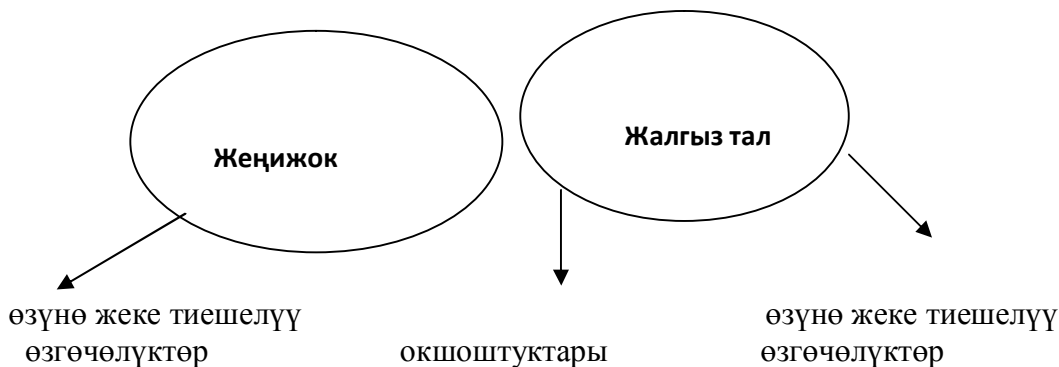 Жеңижок
Жалгыз тал
өзүнө жеке тиешелүү
өзгөчөлүктөр
окшоштуктары
өзүнө жеке тиешелүү
өзгөчөлүктөр